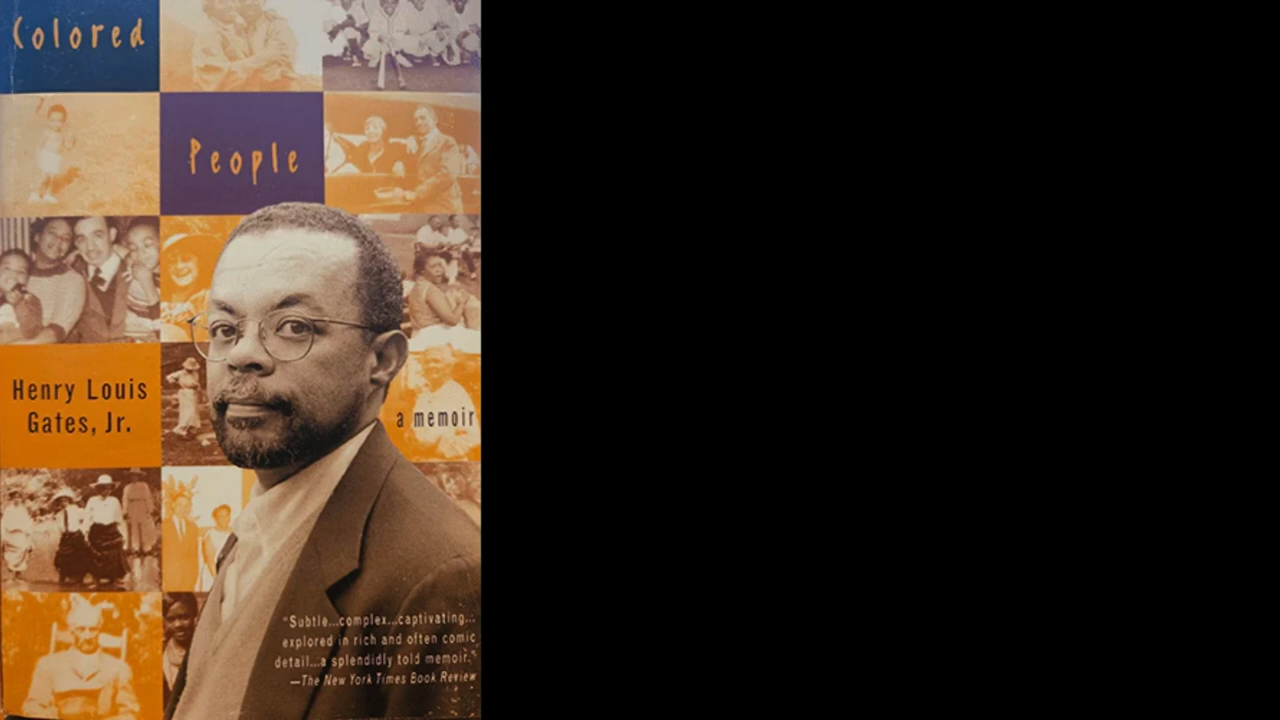 Colored
People
Henry Louis
Gates, Jr.
a memoir
"Subtle...complex...captivating...
explored in rich and often comic
detail...a splendidly told memoir."
—The New York Times Book Review